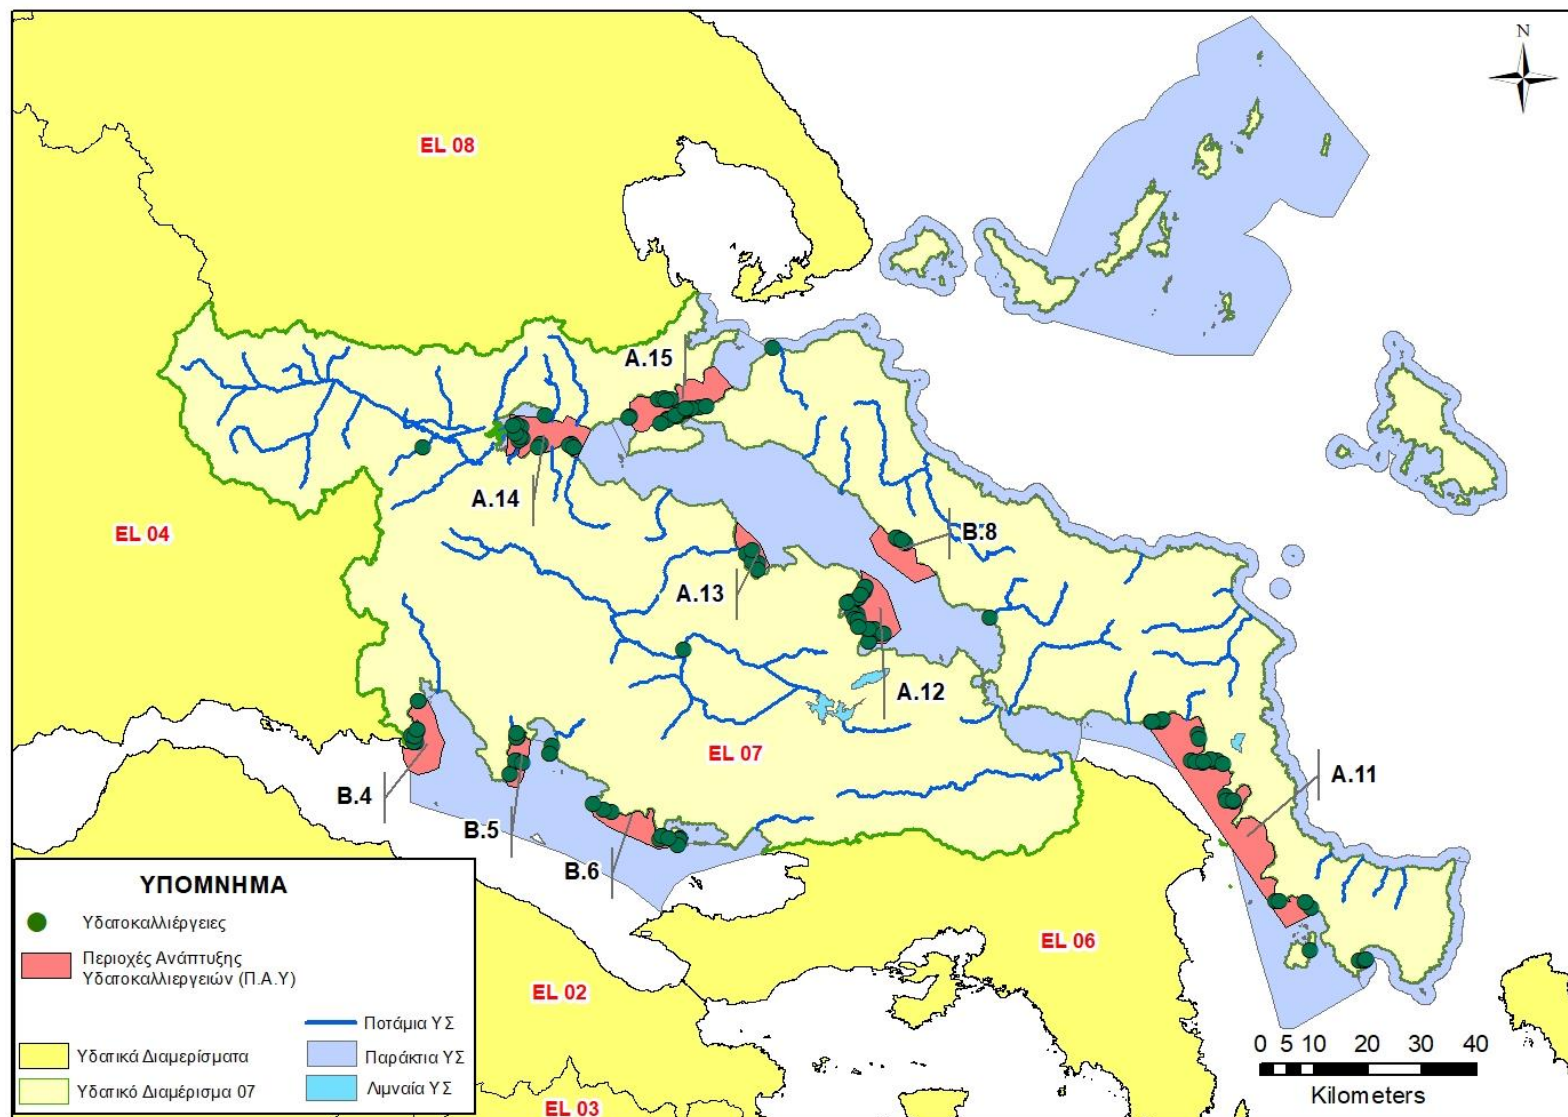 N
EL 08
A.15
A.14
EL 04
B.8
A.13
A.12
EL 07
A.11
B.4
B.5
B.6
ΥΠΟΜΝΗΜΑ
Υδατοκαλλιέργειες
Περιοχές Ανάπτυξης
Υδατοκαλλιεργειών (Π.Α.Υ)
Ποτάμια ΥΣ
Υδατικά Διαμερίσματα
Παράκτια ΥΣ
Υδατικό Διαμέρισμα 07
Λιμναία ΥΣ
EL 06
EL 02
EL 03
0 5 10 20 30 40
Kilometers